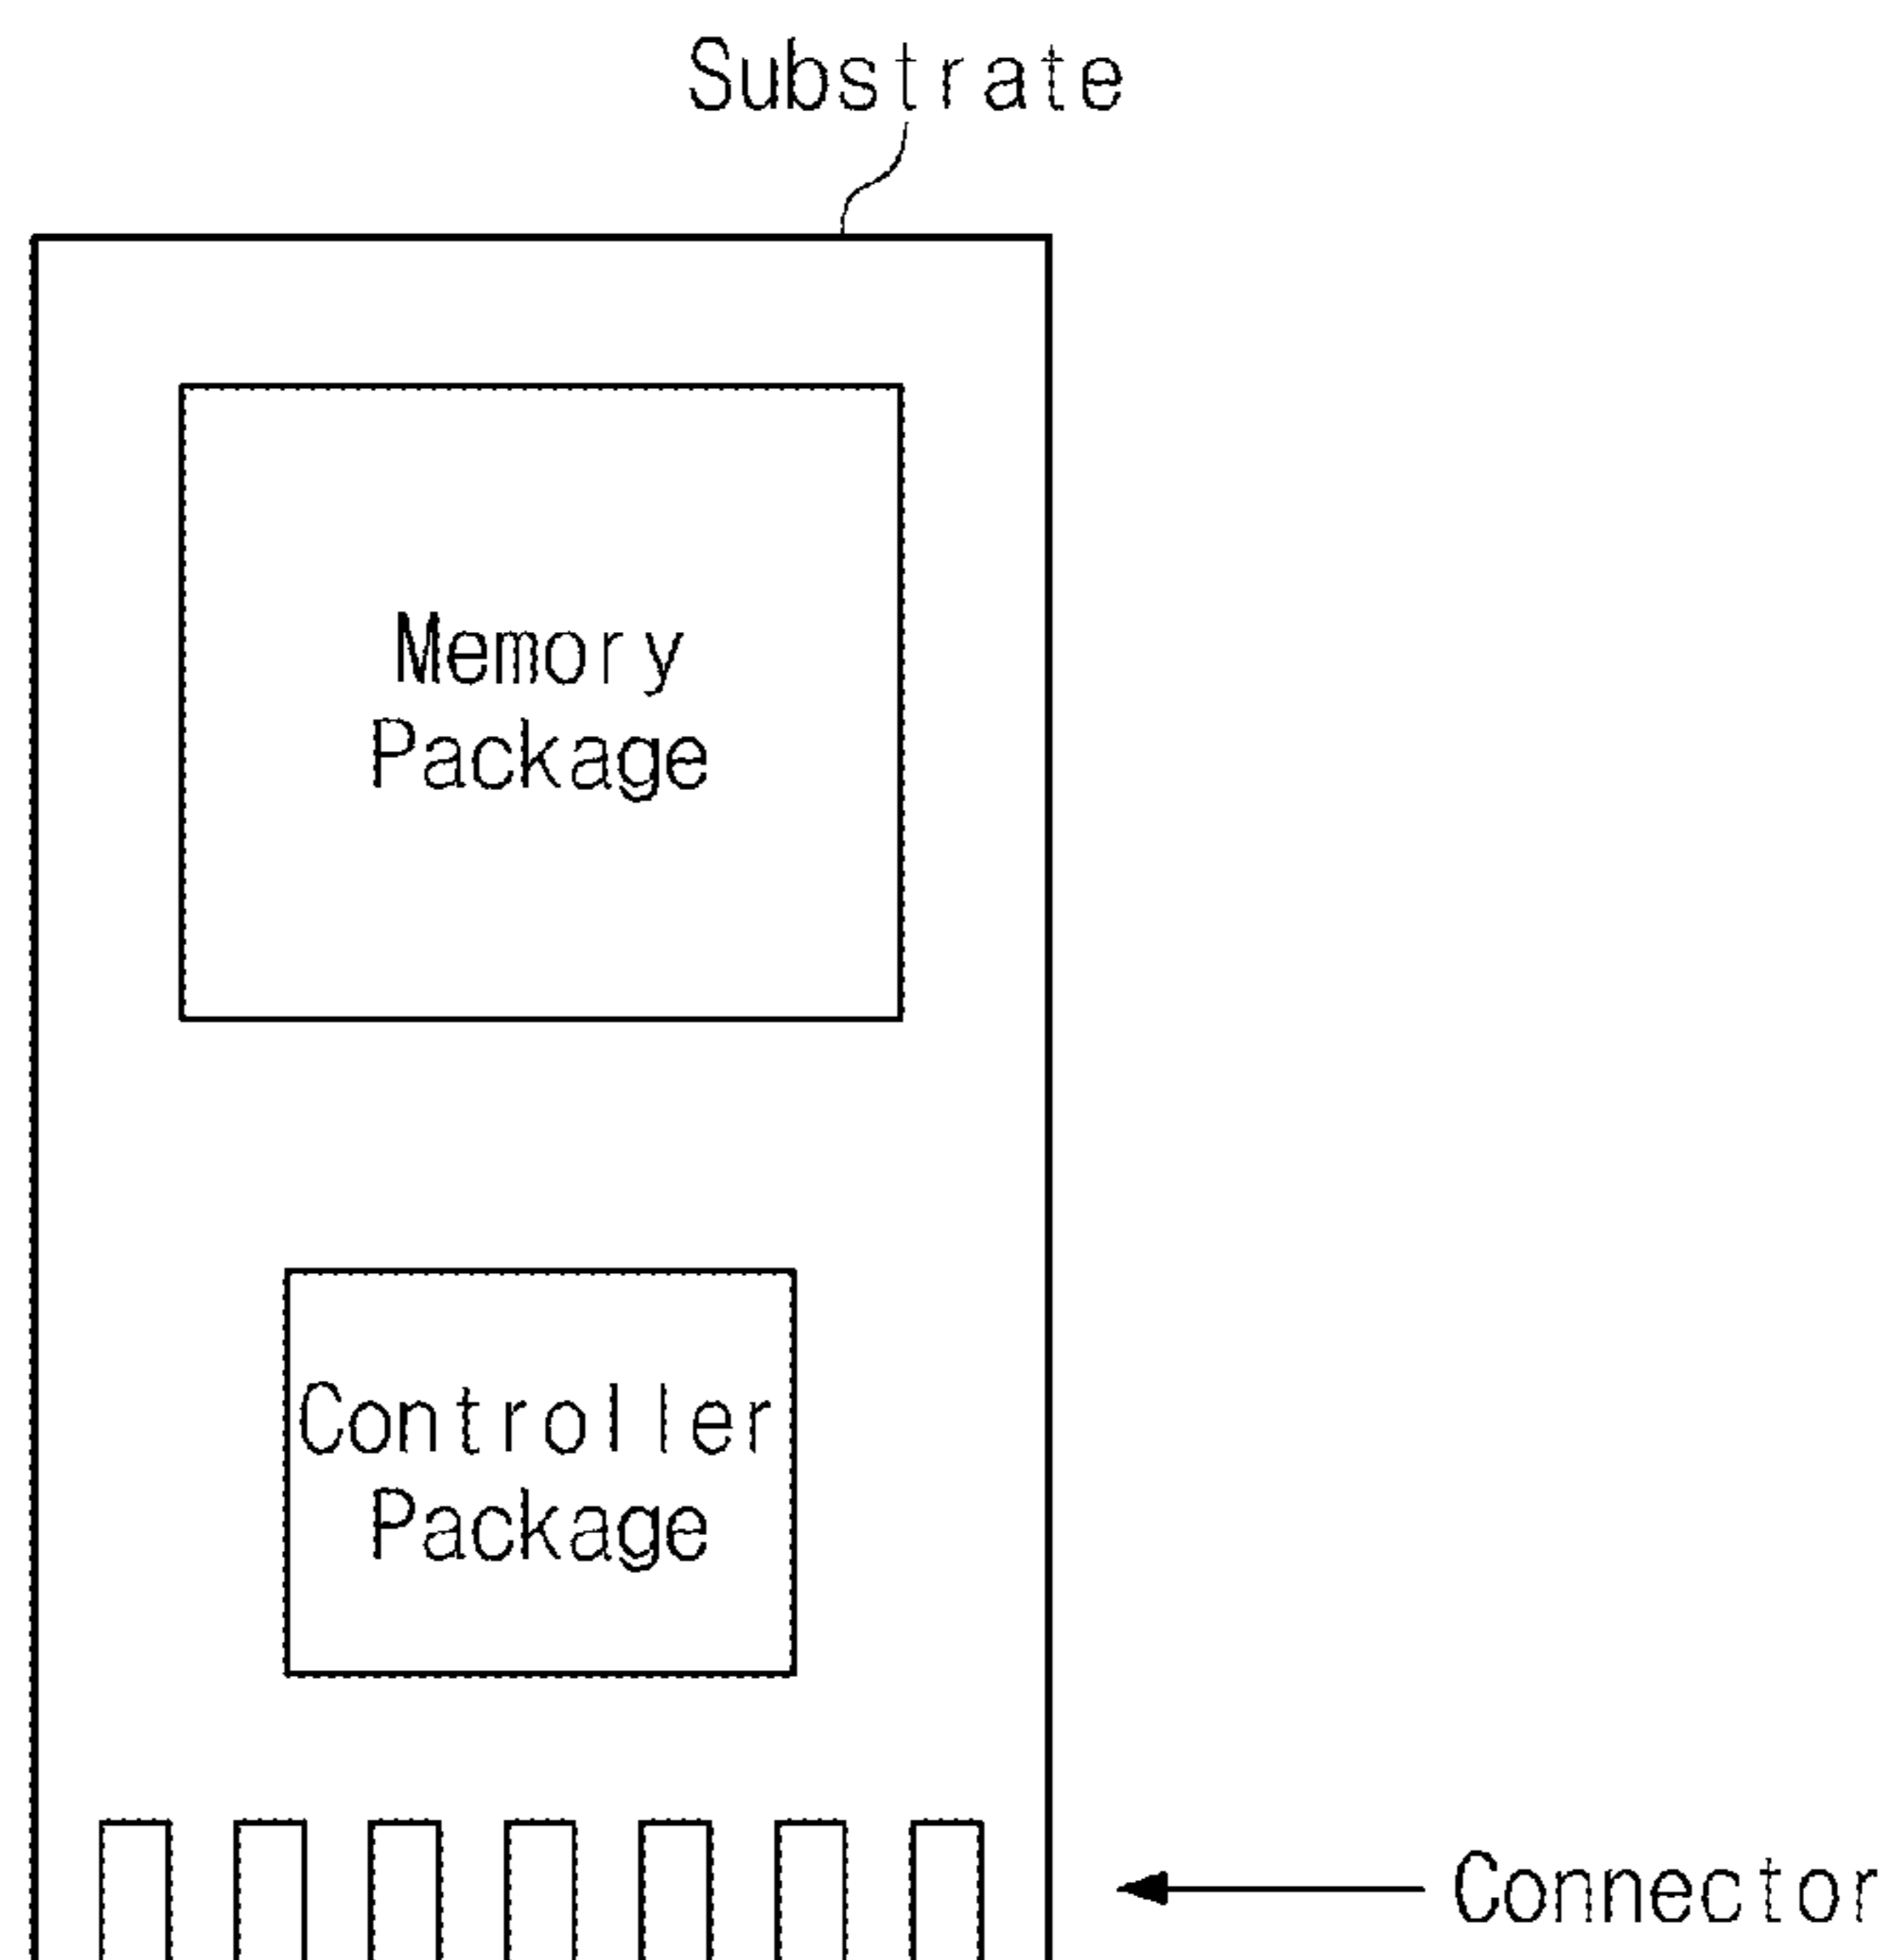 Substrate
Memory
Package
Controller
Package
Connector